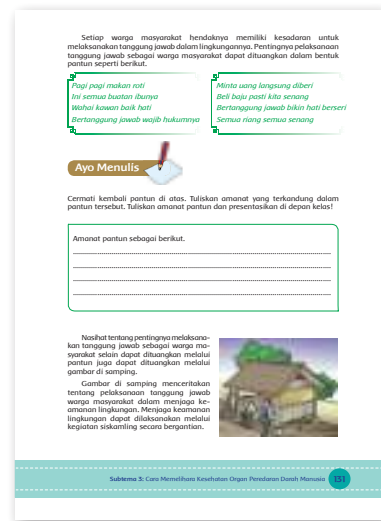 Setiap warga masyarakat hendaknya memiliki kesadaran untuk
melaksanakan tanggung jawab dalam lingkungannya. Pentingnya pelaksanaan
tanggung jawab sebagai warga masyarakat dapat dituangkan dalam bentuk
pantun seperti berikut.
Pagi pagi makan roti
Ini semua buatan ibunya
Wahai kawan baik hati
Bertanggung jawab wajib hukumnya
Minta uang langsung diberi
Beli baju pasti kita senang
Bertanggung jawab bikin hati berseri
Semua riang semua senang
Ayo Menulis
Cermati kembali pantun di atas. Tuliskan amanat yang terkandung dalam
pantun tersebut. Tuliskan amanat pantun dan presentasikan di depan kelas!
Amanat pantun sebagai berikut.
Nasihat tentang pentingnya melaksana-
kan tanggung jawab sebagai warga ma-
syarakat selain dapat dituangkan melalui
pantun juga dapat dituangkan melalui
gambar di samping.
Gambar di samping menceritakan
tentang pelaksanaan tanggung jawab
warga masyarakat dalam menjaga ke-
amanan lingkungan. Menjaga keamanan
lingkungan dapat dilaksanakan melalui
kegiatan siskamling secara bergantian.
Subtema 3: Cara Memelihara Kesehatan Organ Peredaran Darah Manusia 131